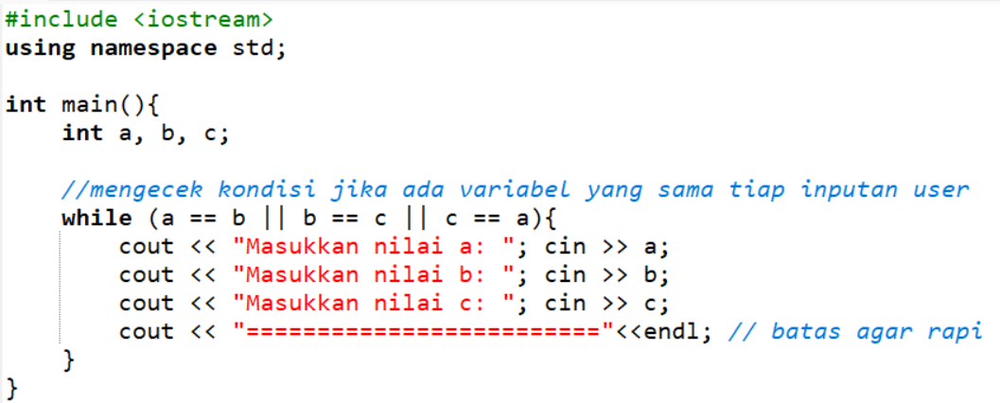 #include <iostream>
using namespace std;

int main(){
    int a, b, c;

    //mengecek kondisi jika ada variabel yang sama tiap inputan user
    while (a == b || b == c || c == a){
        cout << "Masukkan nilai a: "; cin >> a;
        cout << "Masukkan nilai b: "; cin >> b;
        cout << "Masukkan nilai c: "; cin >> c;
        cout << "========================="<<endl; // batas agar rapi
    }
}